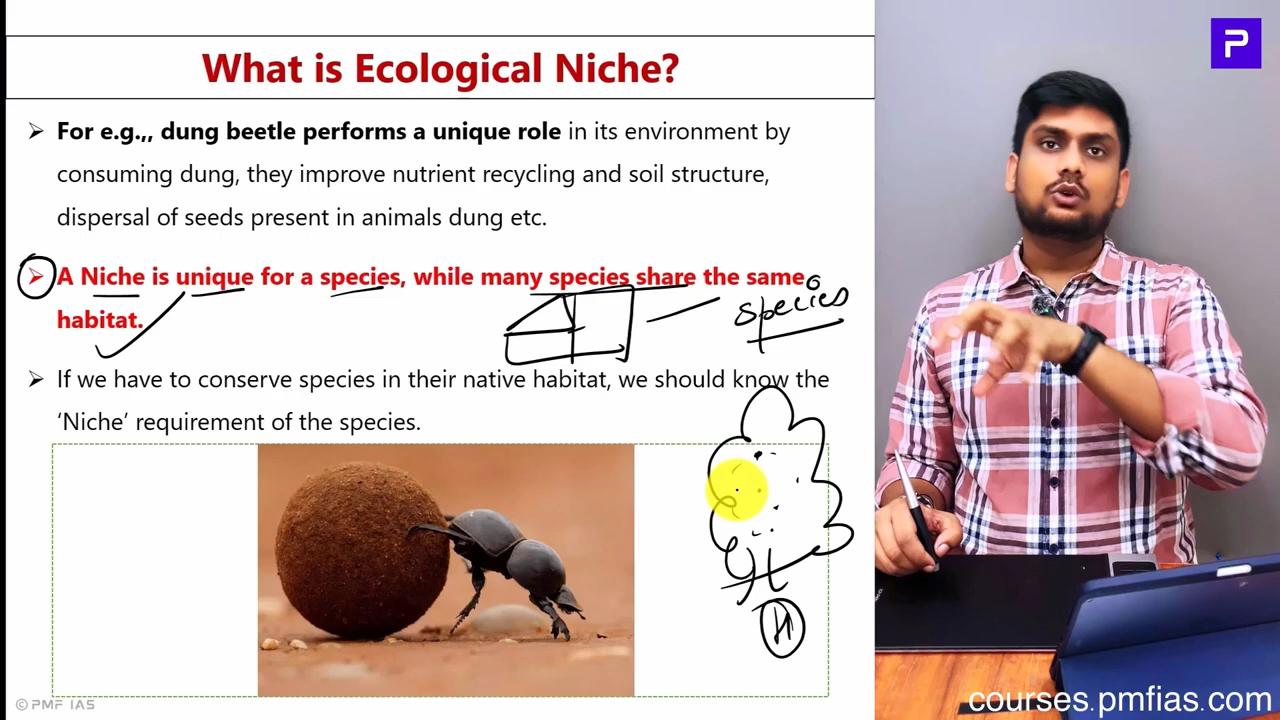 P
What is Ecological Niche?
➢ For e.g.,, dung beetle performs a unique role in its environment by
consuming dung, they improve nutrient recycling and soil structure,
dispersal of seeds present in animals dung etc.
➢ A Niche is unique for a species, while many species share the same
habitat.
species
➢ If we have to conserve species in their native habitat, we should know the
‘Niche’ requirement of the species.
H
© PMF IAS
courses.pmfias.com